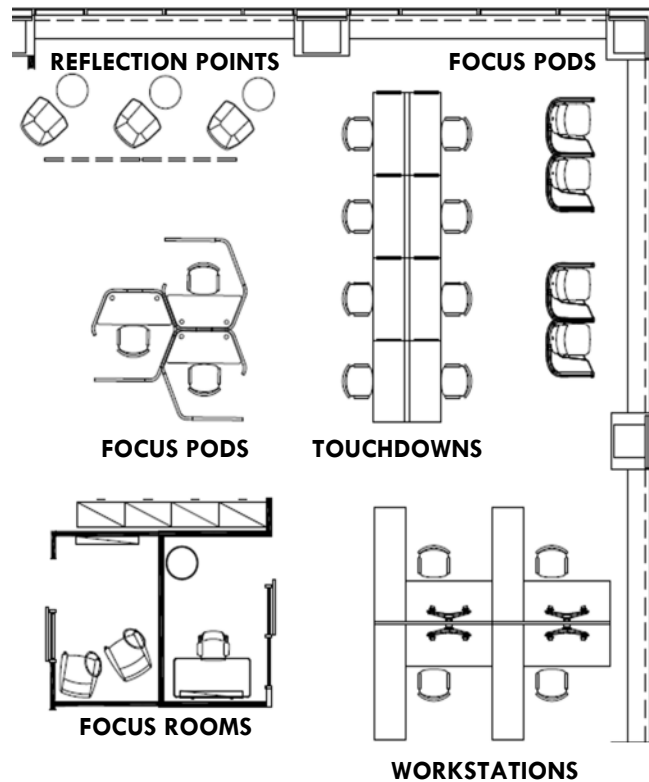 REFLECTION POINTS
FOCUS PODS
FOCUS PODS
TOUCHDOWNS
FOCUS ROOMS
WORKSTATIONS